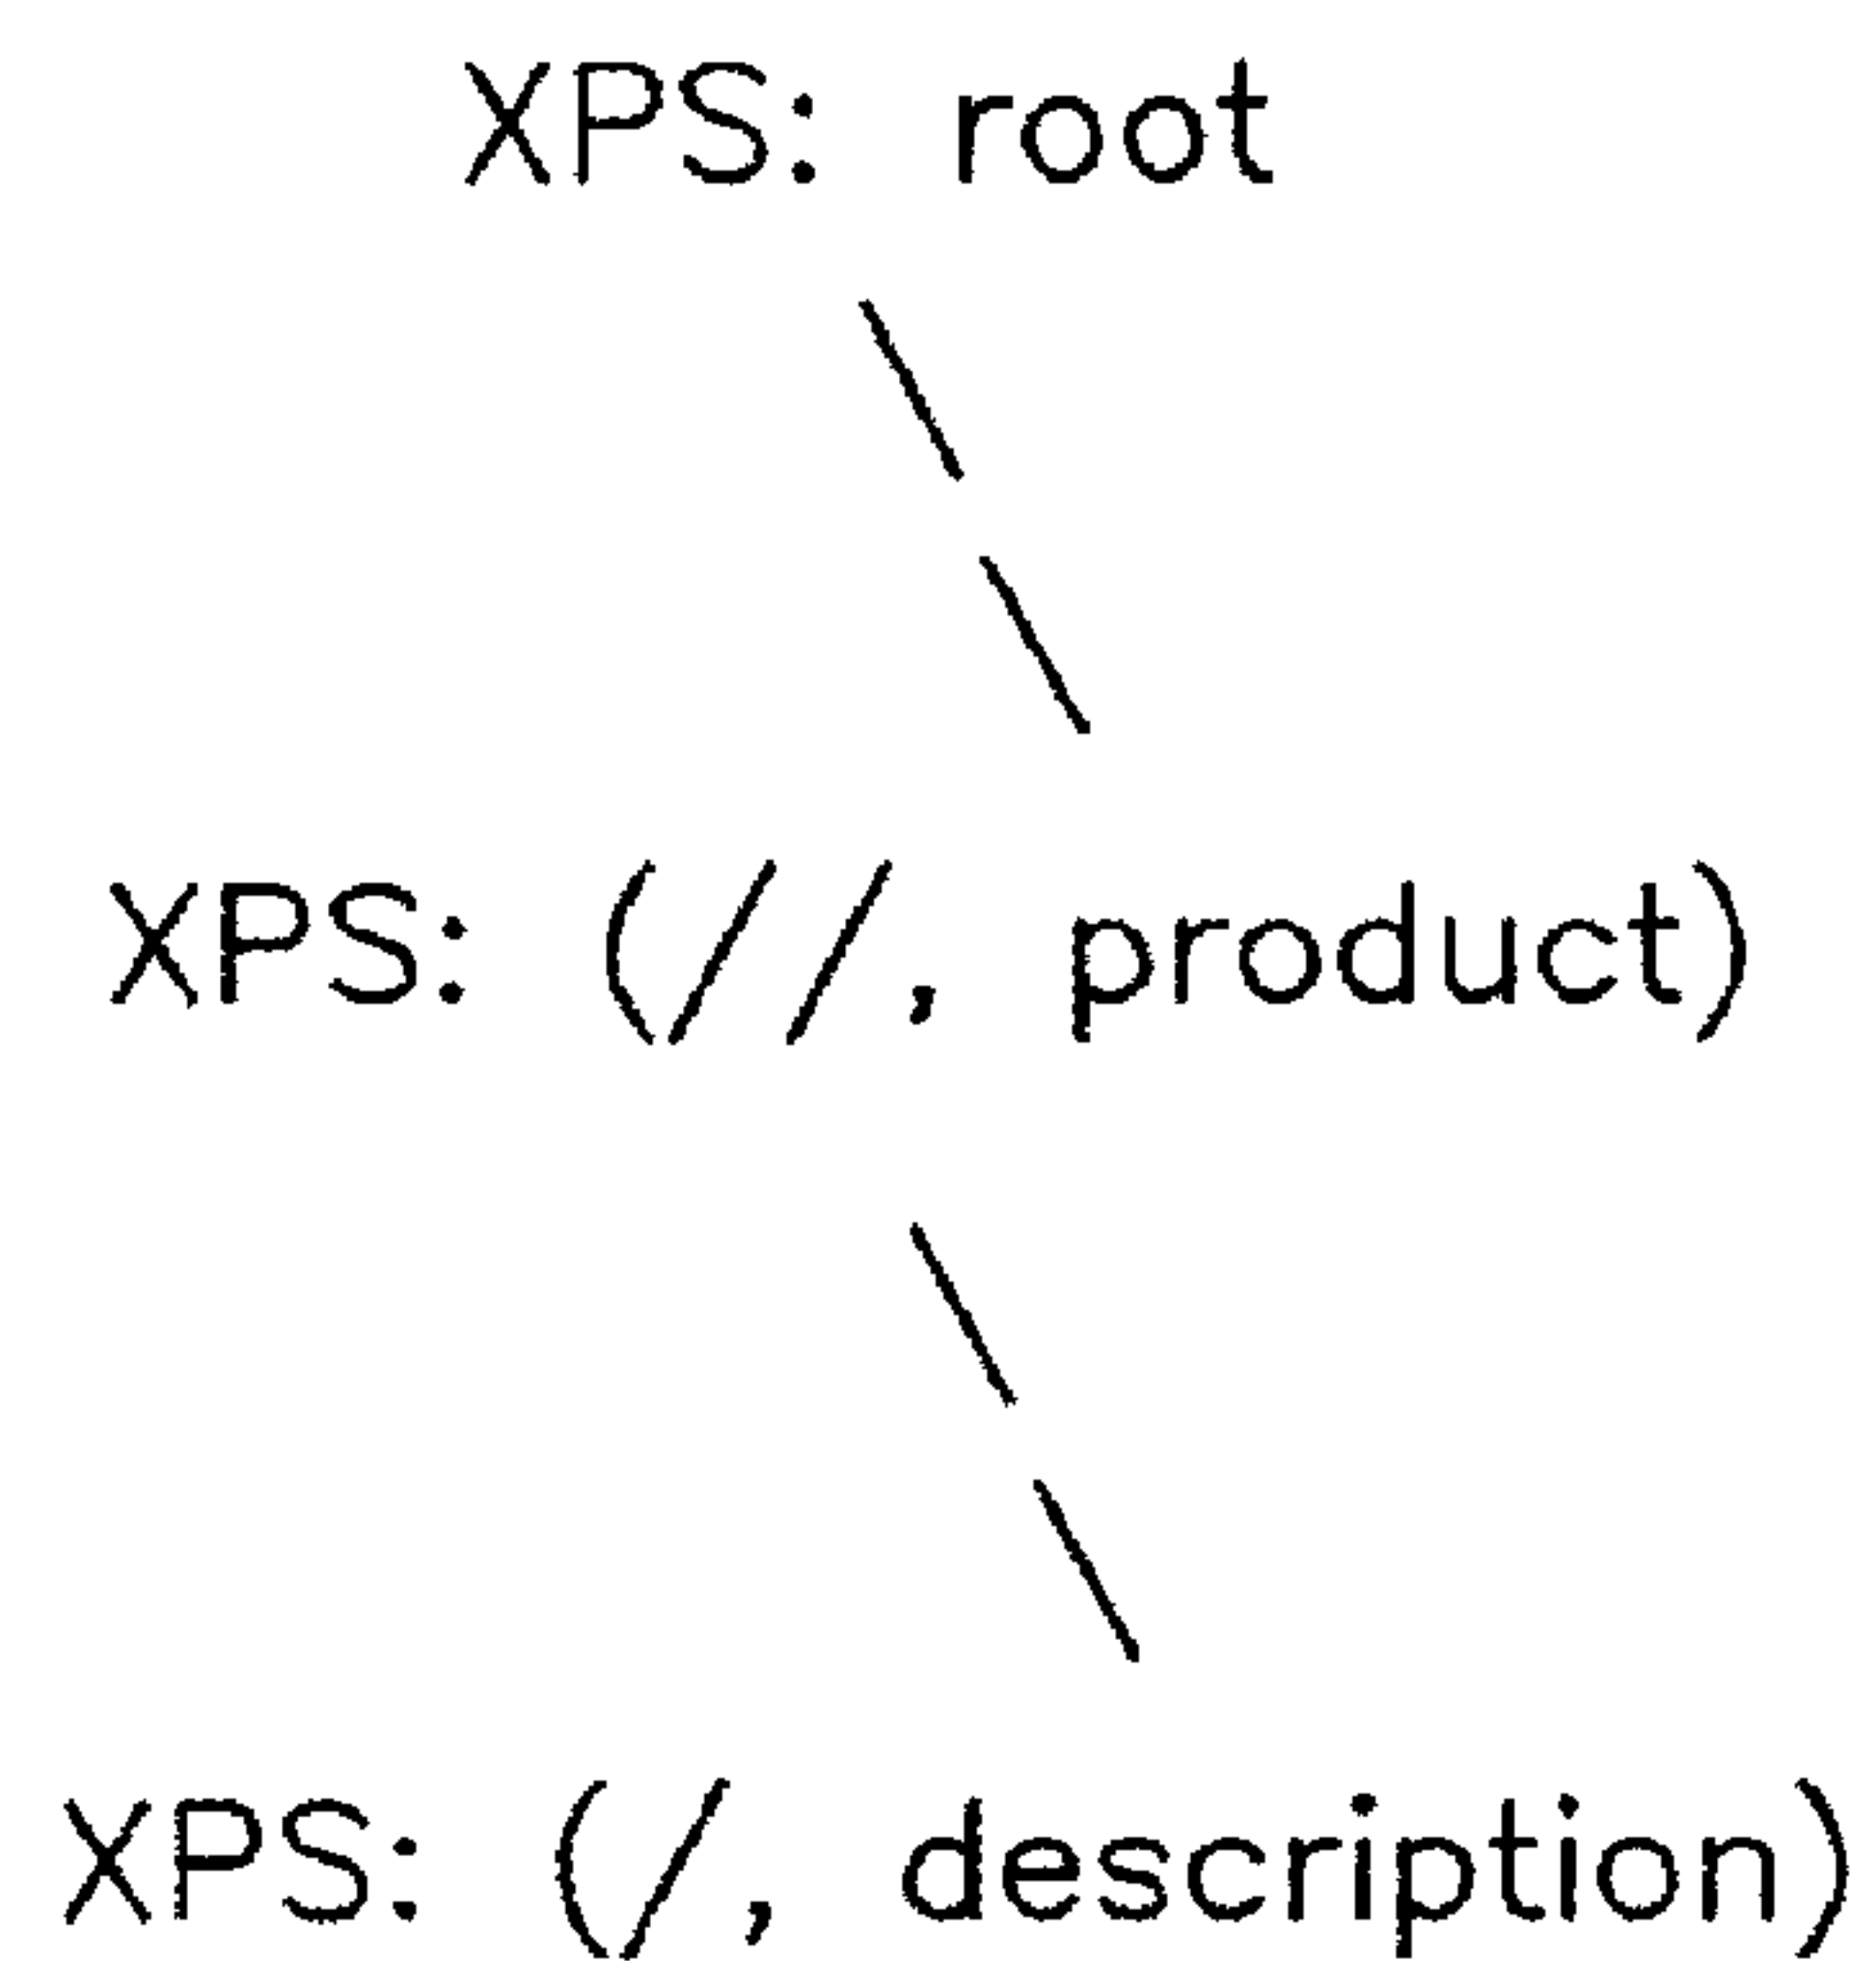 XPS: root
XPS: (//, product)
XPS: (/, description)